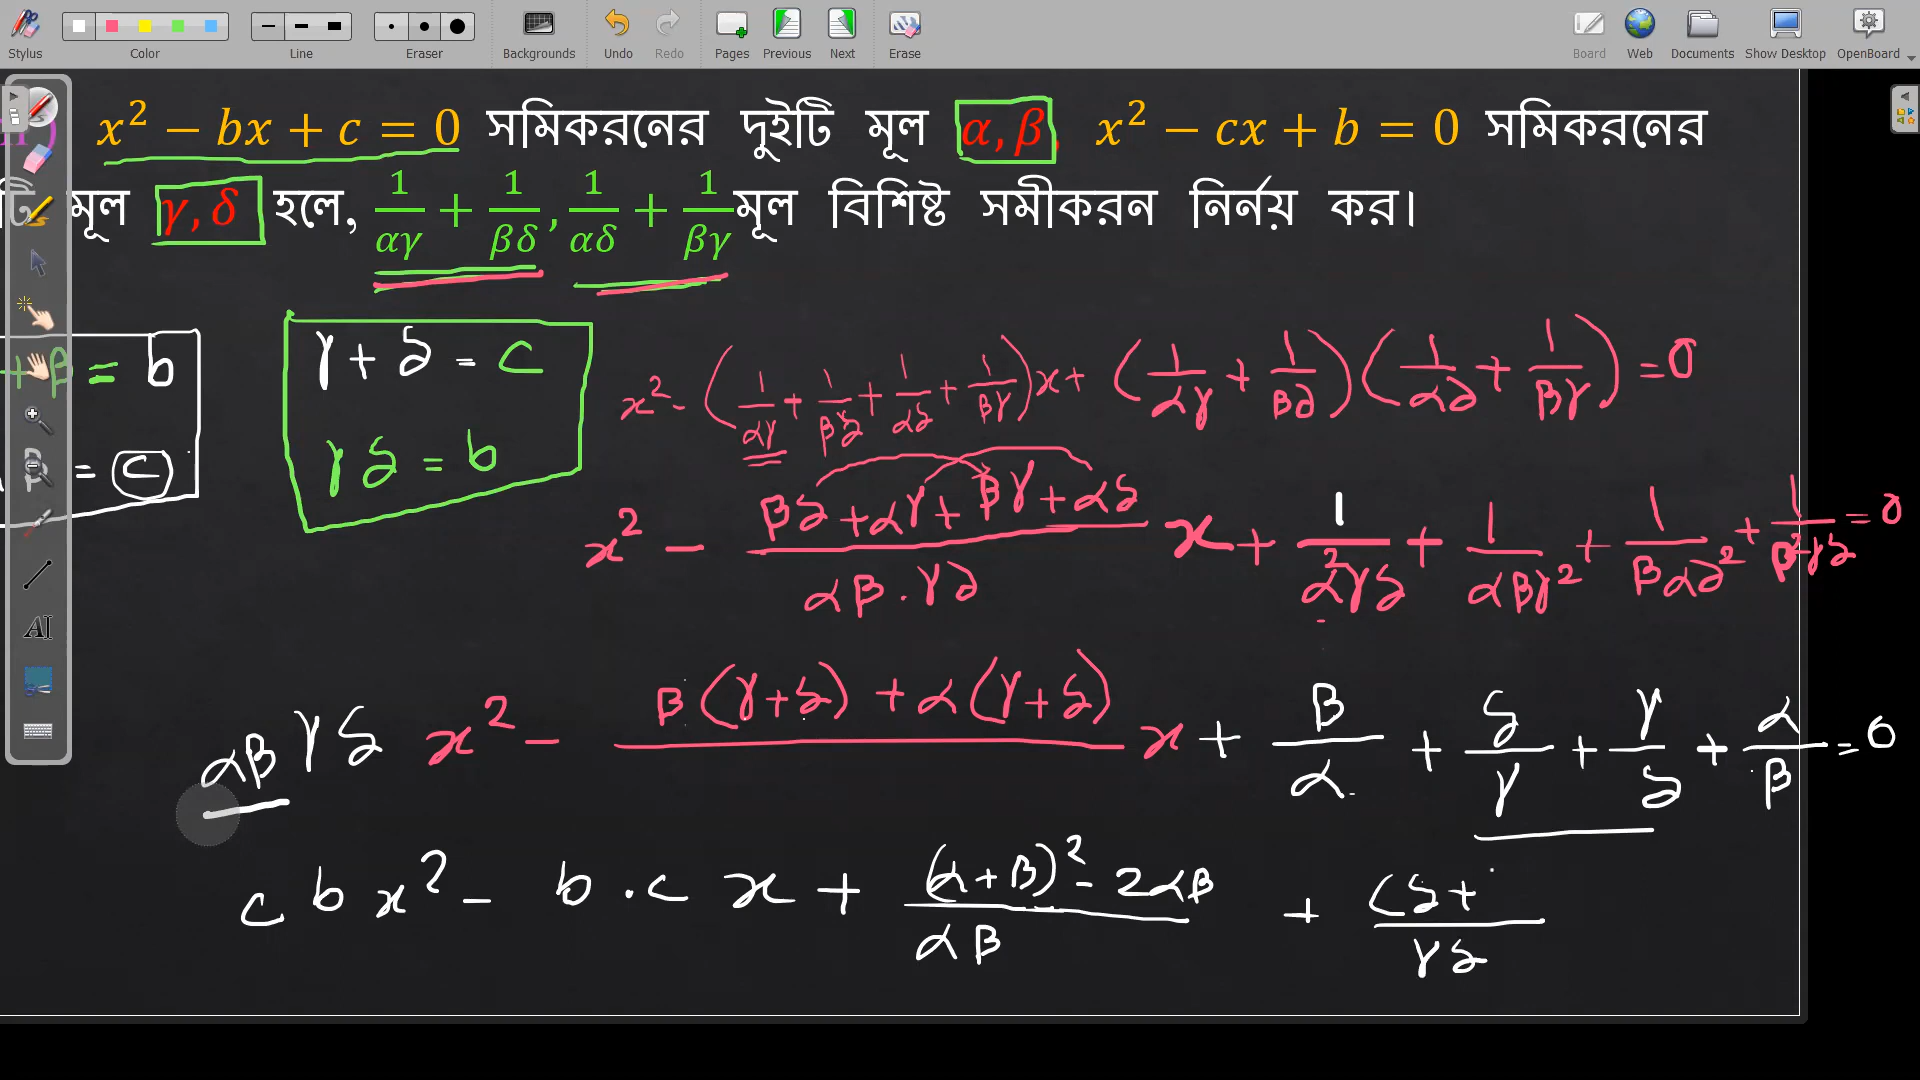 Stylus Color Line Eraser Backgrounds Undo Redo Pages Previous Next Erase Board Web Documents Show Desktop OpenBoard
x² − bx + c = 0 সমিকরনের দুইটি মূল α, β, x² − cx + b = 0 সমিকরনের
টি মূল γ, δ হলে, 1/αγ + 1/βδ, 1/αδ + 1/βγ মূল বিশিষ্ট সমীকরন নির্নয় কর।
+ β = b
γ + δ = c
x² - (1/αγ + 1/βδ + 1/αδ + 1/βγ)x + (1/αγ + 1/βδ)(1/αδ + 1/βγ) = 0
β = c
γδ = b
x² - (βδ + αγ + βγ + αδ)/(αβ.γδ) x + 1/α²γδ + 1/αβγ² + 1/βαδ² + 1/β²γδ = 0
αβγδ x² - β(γ+δ) + α(γ+δ) x + β/α + δ/γ + γ/δ + α/β = 0
c b x² - b.c x + ((α+β)² - 2αβ)/αβ + (δ+/γδ